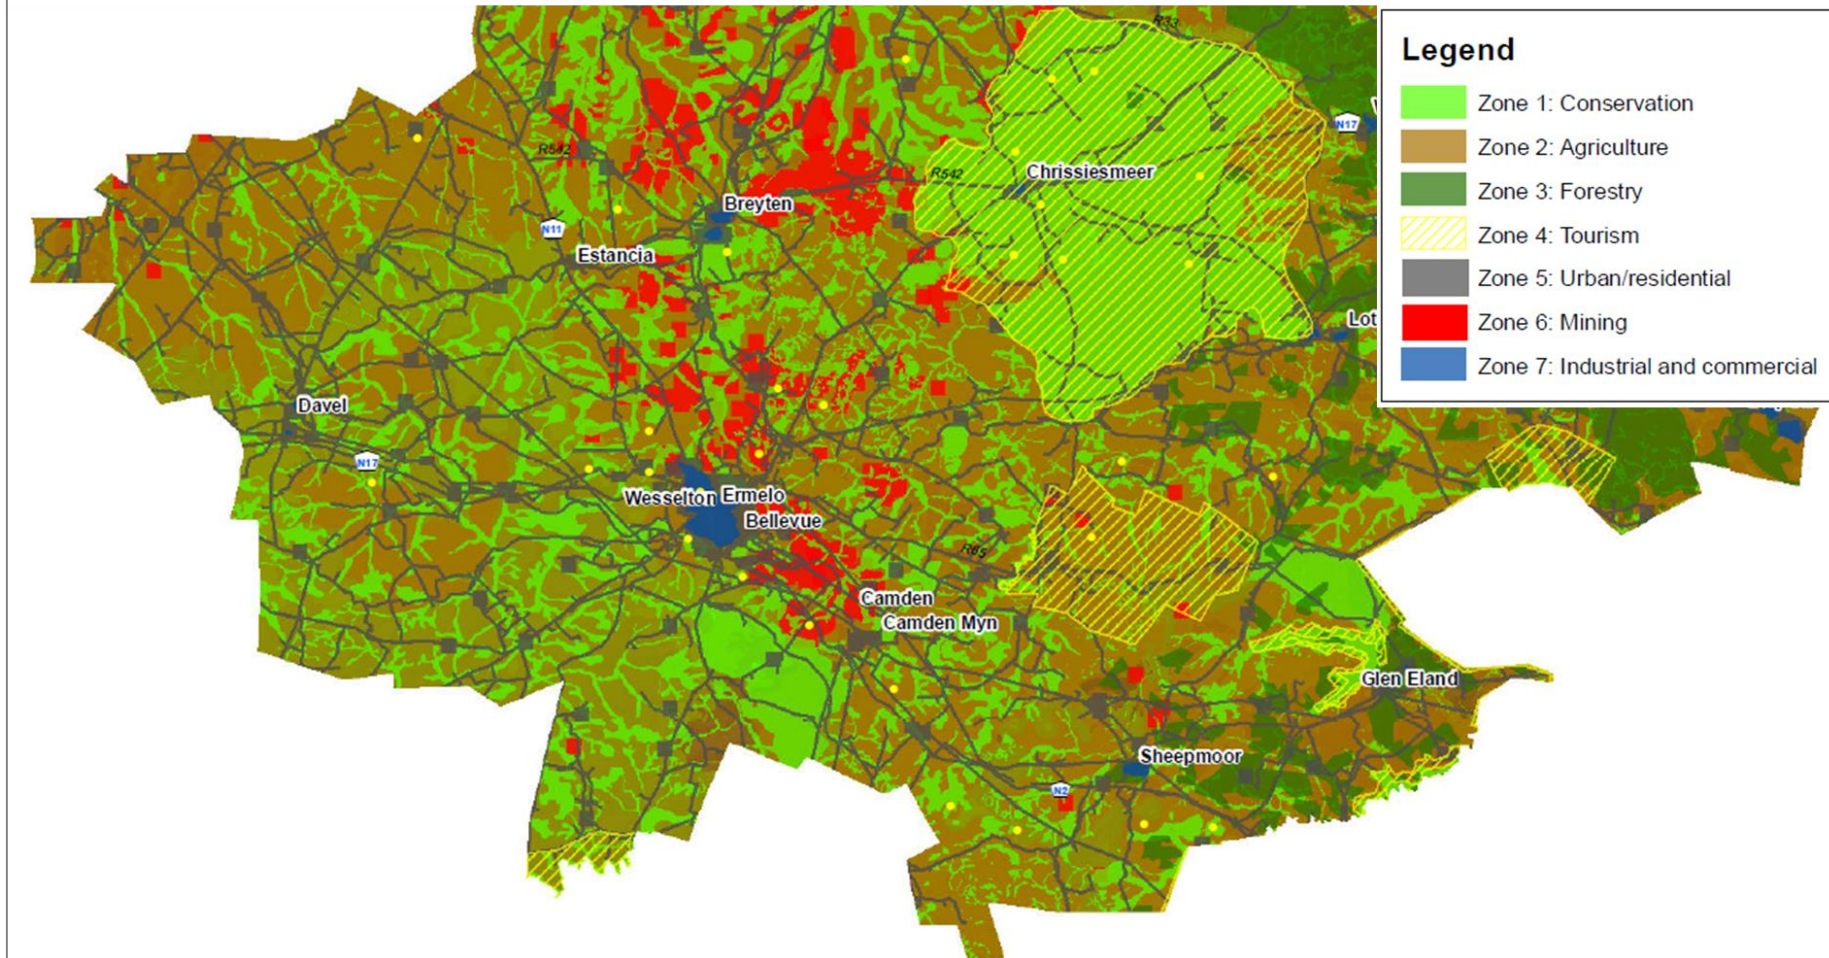 R33
Legend
Zone 1: Conservation
N17
Zone 2: Agriculture
R542
R542
Chrissiesmeer
Zone 3: Forestry
Breyten
N11
Zone 4: Tourism
Estancia
Zone 5: Urban/residential
Lot
Zone 6: Mining
Zone 7: Industrial and commercial
Davel
N17
Wesselton
Ermelo
Bellevue
R65
Camden
Camden Myn
Glen Eland
Sheepmoor
N2